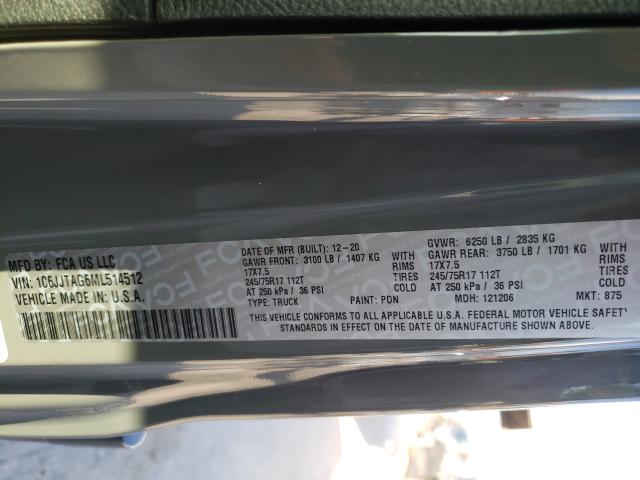 MFD BY: FCA US LLC
VIN: 1C6JJTAG6ML514512
VEHICLE MADE IN U.S.A.
DATE OF MFR (BUILT): 12-20
GAWR FRONT: 3100 LB / 1407 KG WITH
17X7.5 RIMS
245/75R17 112T TIRES
AT 250 kPa / 36 PSI COLD
TYPE: TRUCK PAINT: PDN
GVWR: 6250 LB / 2835 KG
GAWR REAR: 3750 LB / 1701 KG WITH
17X7.5 RIMS
245/75R17 112T TIRES
AT 250 kPa / 36 PSI COLD
MDH: 121206 MKT: 875
THIS VEHICLE CONFORMS TO ALL APPLICABLE U.S.A. FEDERAL MOTOR VEHICLE SAFETY
STANDARDS IN EFFECT ON THE DATE OF MANUFACTURE SHOWN ABOVE.